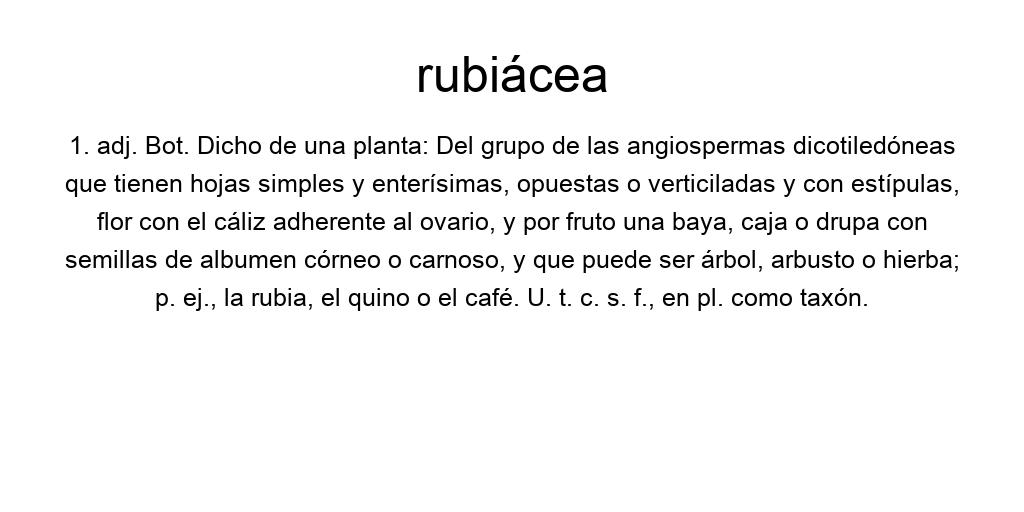 rubiácea
1. adj. Bot. Dicho de una planta: Del grupo de las angiospermas dicotiledóneas
que tienen hojas simples y enterísimas, opuestas o verticiladas y con estípulas,
flor con el cáliz adherente al ovario, y por fruto una baya, caja o drupa con
semillas de albumen córneo o carnoso, y que puede ser árbol, arbusto o hierba;
p. ej., la rubia, el quino o el café. U. t. c. s. f., en pl. como taxón.